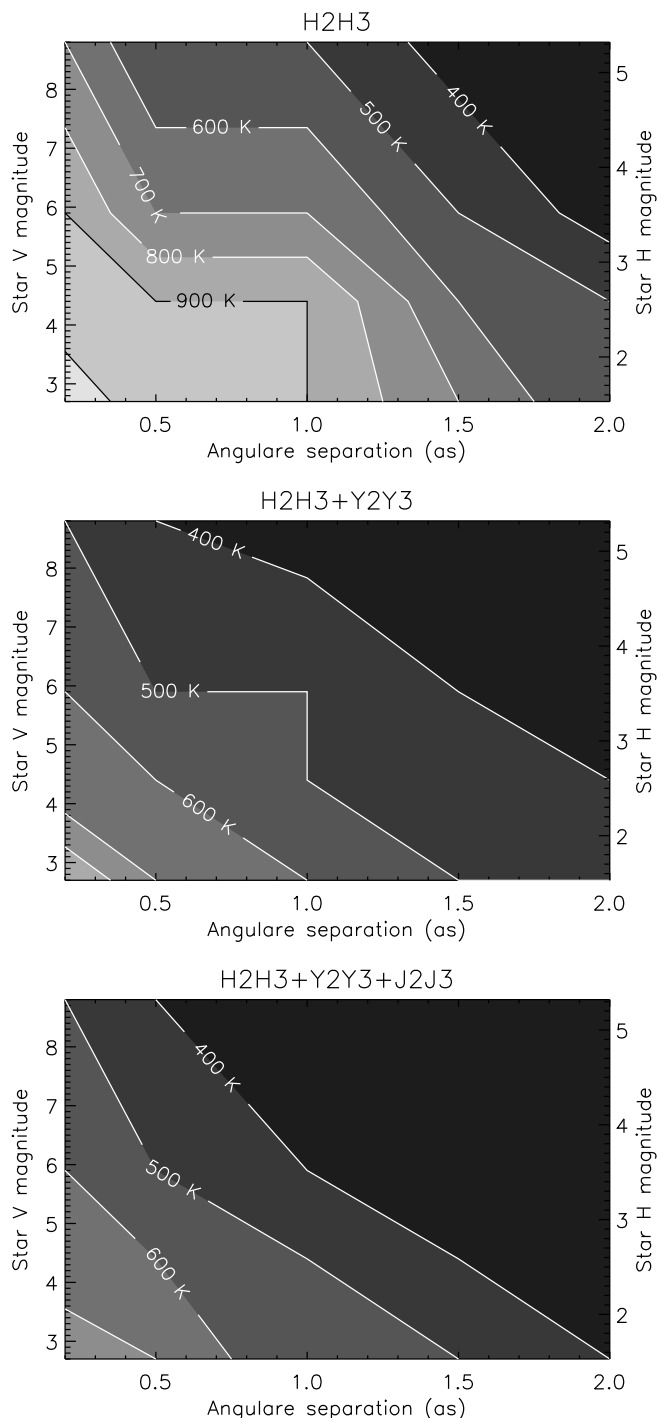 H2H3
8
7
6
5
4
3
Star V magnitude
400 K
500 K
600 K
700 K
800 K
900 K
5
4
3
2
Star H magnitude
0.5 1.0 1.5 2.0
Angulare separation (as)
H2H3+Y2Y3
8
7
6
5
4
3
Star V magnitude
400 K
500 K
600 K
5
4
3
2
Star H magnitude
0.5 1.0 1.5 2.0
Angulare separation (as)
H2H3+Y2Y3+J2J3
8
7
6
5
4
3
Star V magnitude
400 K
500 K
600 K
5
4
3
2
Star H magnitude
0.5 1.0 1.5 2.0
Angulare separation (as)